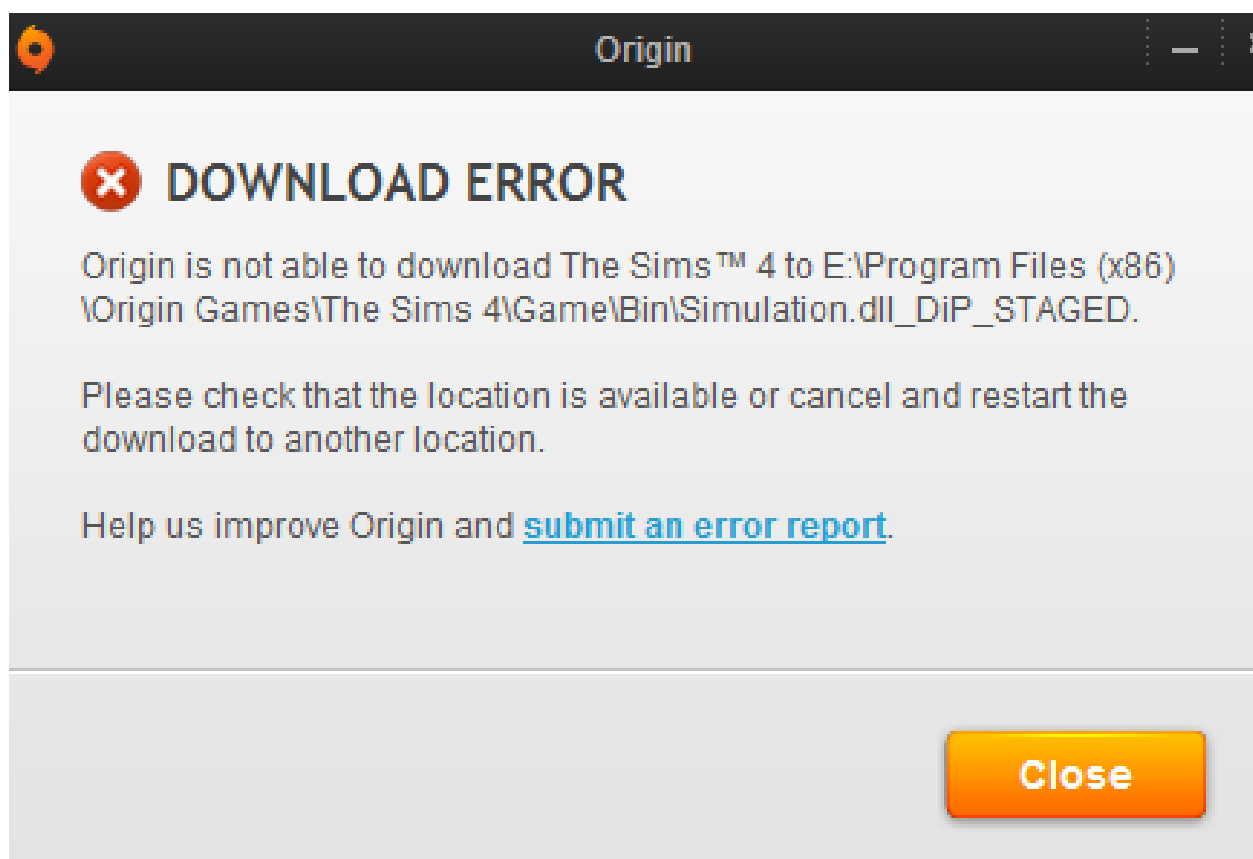 Origin
DOWNLOAD ERROR
Origin is not able to download The Sims™ 4 to E:\Program Files (x86)
\Origin Games\The Sims 4\Game\Bin\Simulation.dll_DiP_STAGED.
Please check that the location is available or cancel and restart the
download to another location.
Help us improve Origin and submit an error report.
Close